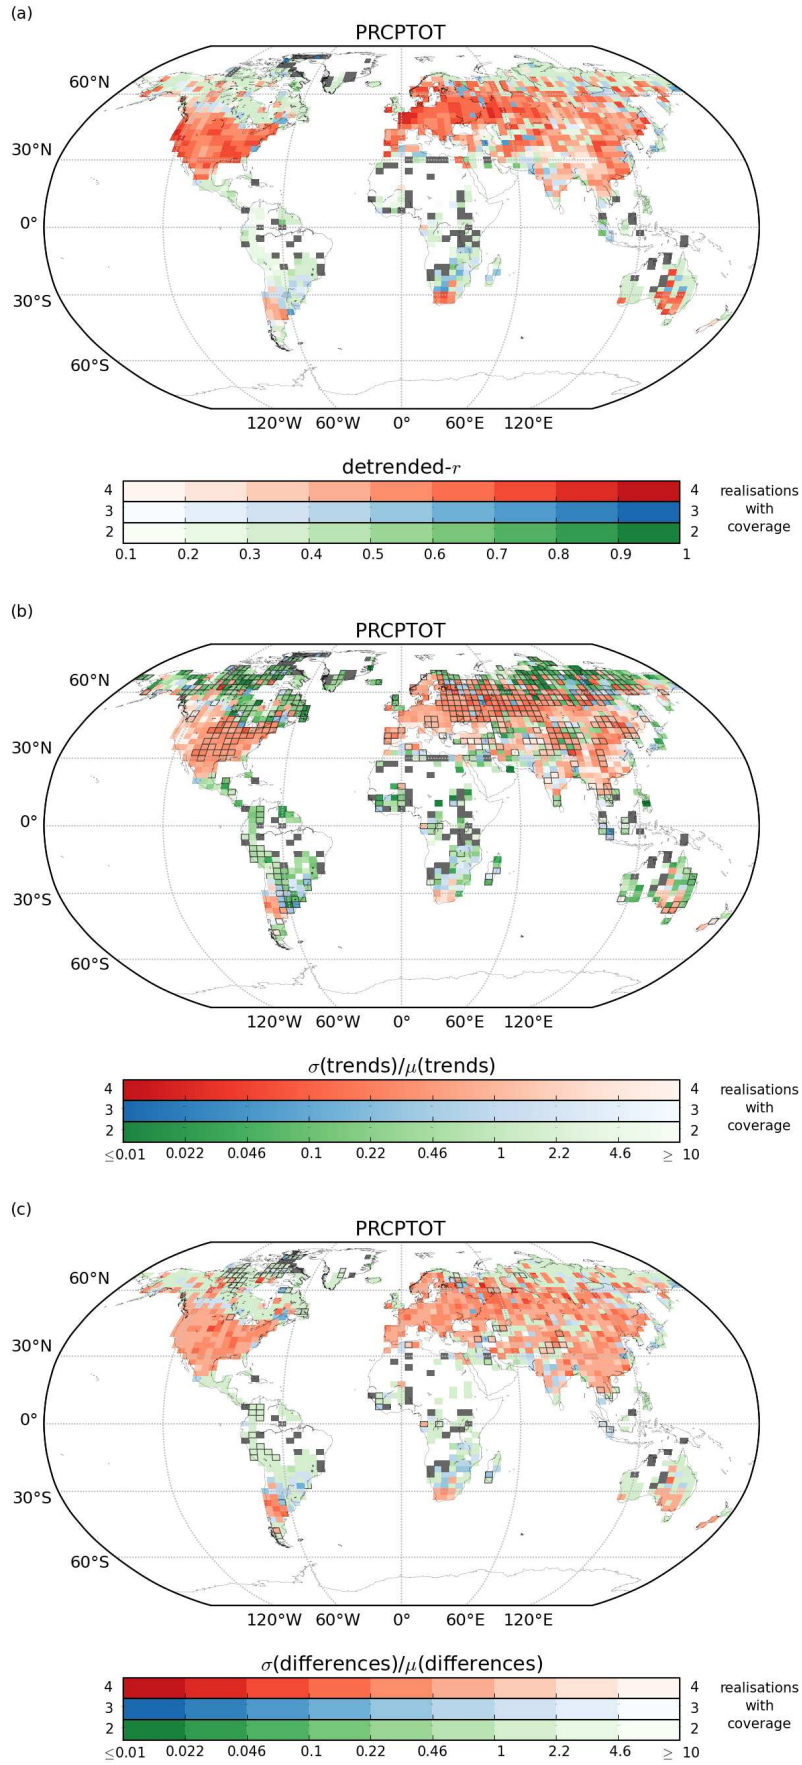 (a)
PRCPTOT
60°N
30°N
0°
30°S
60°S
120°W 60°W 0° 60°E 120°E
detrended-r
4 4 realisations
3 3 with
2 2 coverage
0.1 0.2 0.3 0.4 0.5 0.6 0.7 0.8 0.9 1
(b)
PRCPTOT
60°N
30°N
0°
30°S
60°S
120°W 60°W 0° 60°E 120°E
σ(trends)/μ(trends)
4 4 realisations
3 3 with
2 2 coverage
≤0.01 0.022 0.046 0.1 0.22 0.46 1 2.2 4.6 ≥ 10
(c)
PRCPTOT
60°N
30°N
0°
30°S
60°S
120°W 60°W 0° 60°E 120°E
σ(differences)/μ(differences)
4 4 realisations
3 3 with
2 2 coverage
≤0.01 0.022 0.046 0.1 0.22 0.46 1 2.2 4.6 ≥ 10